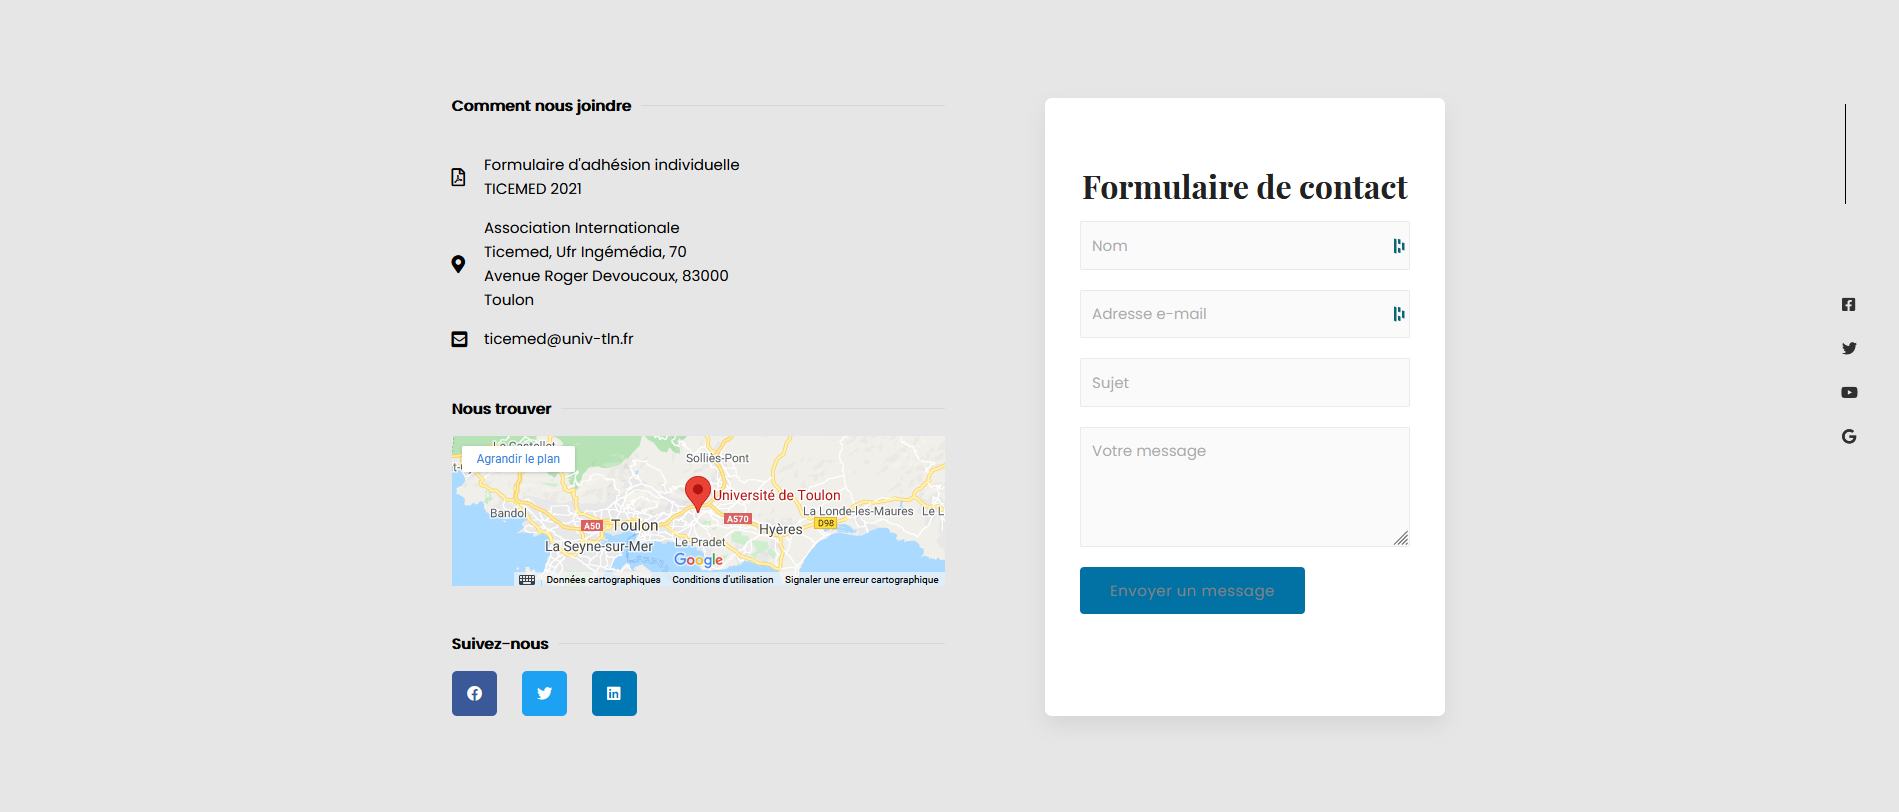 Comment nous joindre
Formulaire d'adhésion individuelle
TICEMED 2021
Association Internationale
Ticemed, Ufr Ingémédia, 70
Avenue Roger Devoucoux, 83000
Toulon
ticemed@univ-tln.fr
Nous trouver
Agrandir le plan
Solliès-Pont
Université de Toulon
Bandol
A50
Toulon
A570
Hyères
La Londe-les-Maures
D98
Le L
La Seyne-sur-Mer
Le Pradet
Google
Données cartographiques
Conditions d'utilisation
Signaler une erreur cartographique
Suivez-nous
Formulaire de contact
Nom
Adresse e-mail
Sujet
Votre message
Envoyer un message